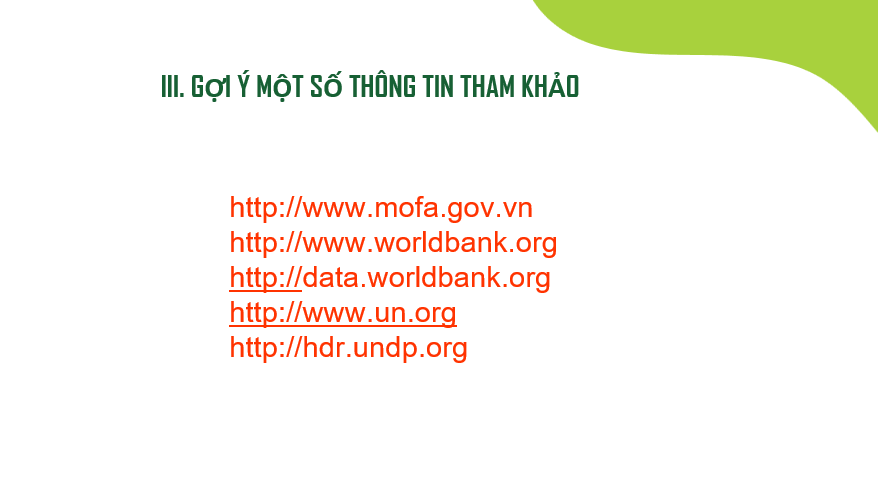 III. GỢI Ý MỘT SỐ THÔNG TIN THAM KHẢO
http://www.mofa.gov.vn
http://www.worldbank.org
http://data.worldbank.org
http://www.un.org
http://hdr.undp.org